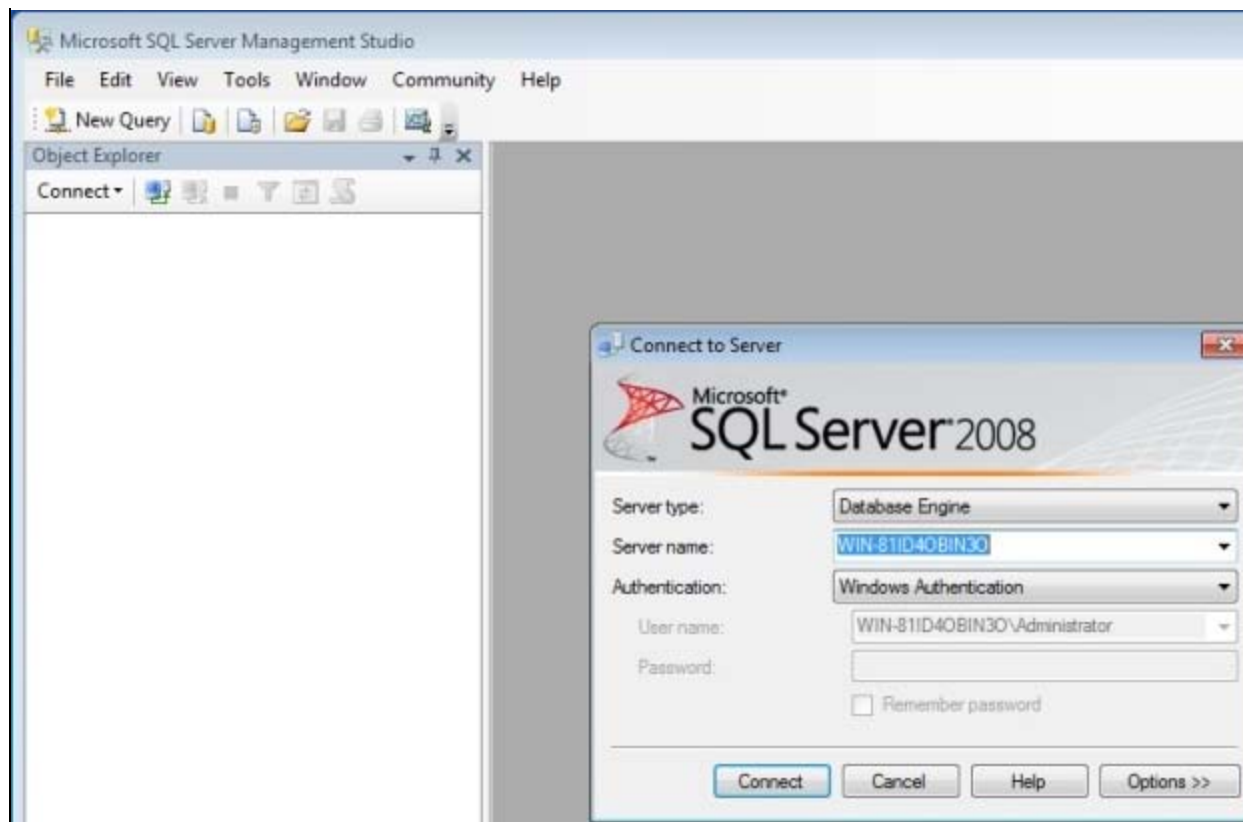 Microsoft SQL Server Management Studio
File Edit View Tools Window Community Help
New Query
Object Explorer
Connect
Connect to Server
Microsoft®
SQL Server® 2008
Server type: Database Engine
Server name: WIN-81ID4OBIN3O
Authentication: Windows Authentication
User name: WIN-81ID4OBIN3O\Administrator
Password:
Remember password
Connect Cancel Help Options >>